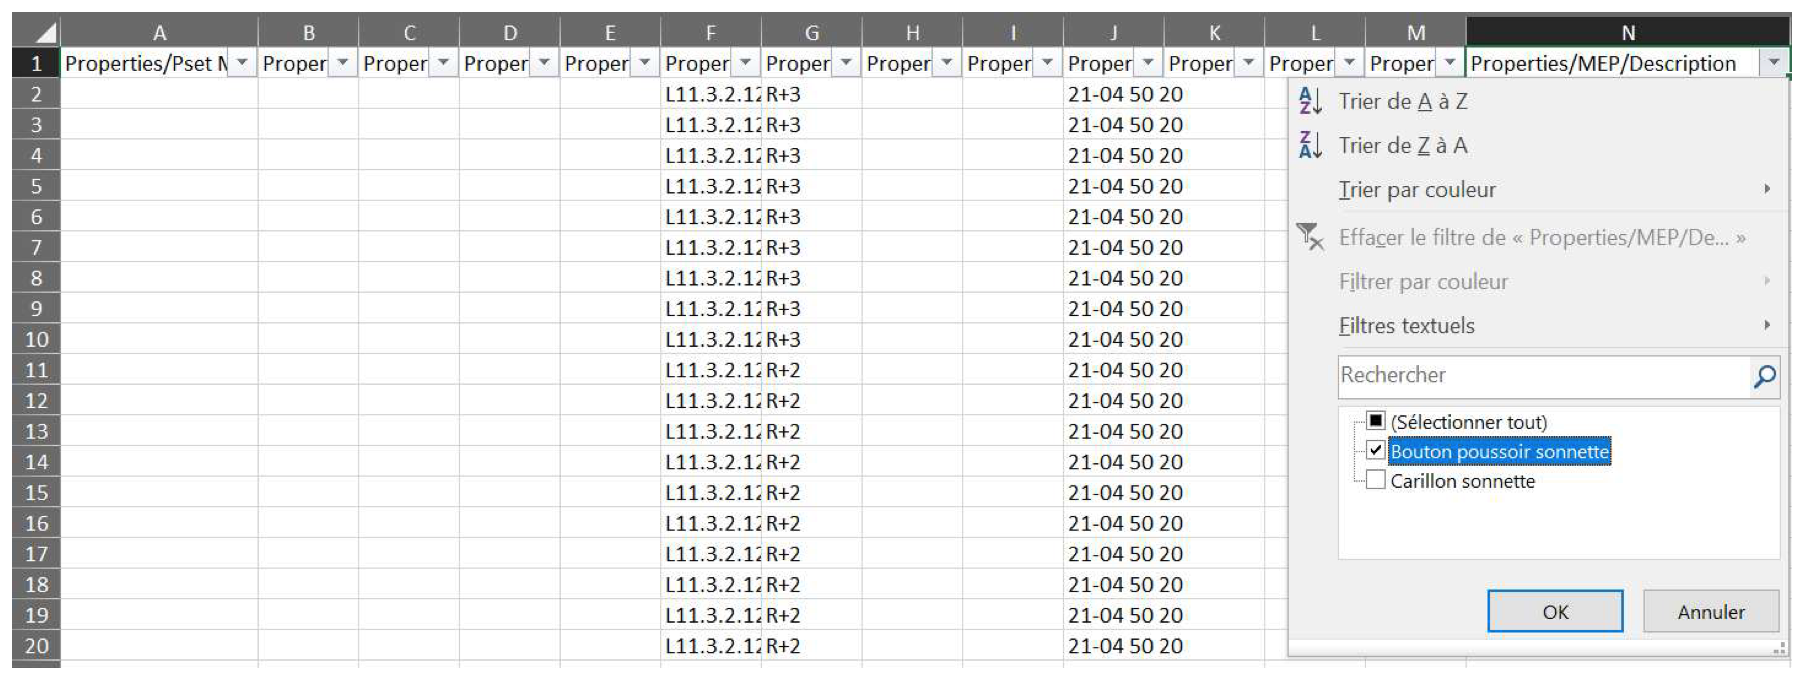 A B C D E F G H I J K L M N
1 Properties/Pset M Proper Proper Proper Proper Proper Proper Proper Proper Proper Proper Proper Proper Properties/MEP/Description
2 L11.3.2.12 R+3 21-04 50 20
3 L11.3.2.12 R+3 21-04 50 20
4 L11.3.2.12 R+3 21-04 50 20
5 L11.3.2.12 R+3 21-04 50 20
6 L11.3.2.12 R+3 21-04 50 20
7 L11.3.2.12 R+3 21-04 50 20
8 L11.3.2.12 R+3 21-04 50 20
9 L11.3.2.12 R+3 21-04 50 20
10 L11.3.2.12 R+3 21-04 50 20
11 L11.3.2.12 R+2 21-04 50 20
12 L11.3.2.12 R+2 21-04 50 20
13 L11.3.2.12 R+2 21-04 50 20
14 L11.3.2.12 R+2 21-04 50 20
15 L11.3.2.12 R+2 21-04 50 20
16 L11.3.2.12 R+2 21-04 50 20
17 L11.3.2.12 R+2 21-04 50 20
18 L11.3.2.12 R+2 21-04 50 20
19 L11.3.2.12 R+2 21-04 50 20
20 L11.3.2.12 R+2 21-04 50 20
Trier de A à Z
Trier de Z à A
Trier par couleur
Effacer le filtre de « Properties/MEP/De... »
Filtrer par couleur
Filtres textuels
Rechercher
(Sélectionner tout)
Bouton poussoir sonnette
Carillon sonnette
OK Annuler